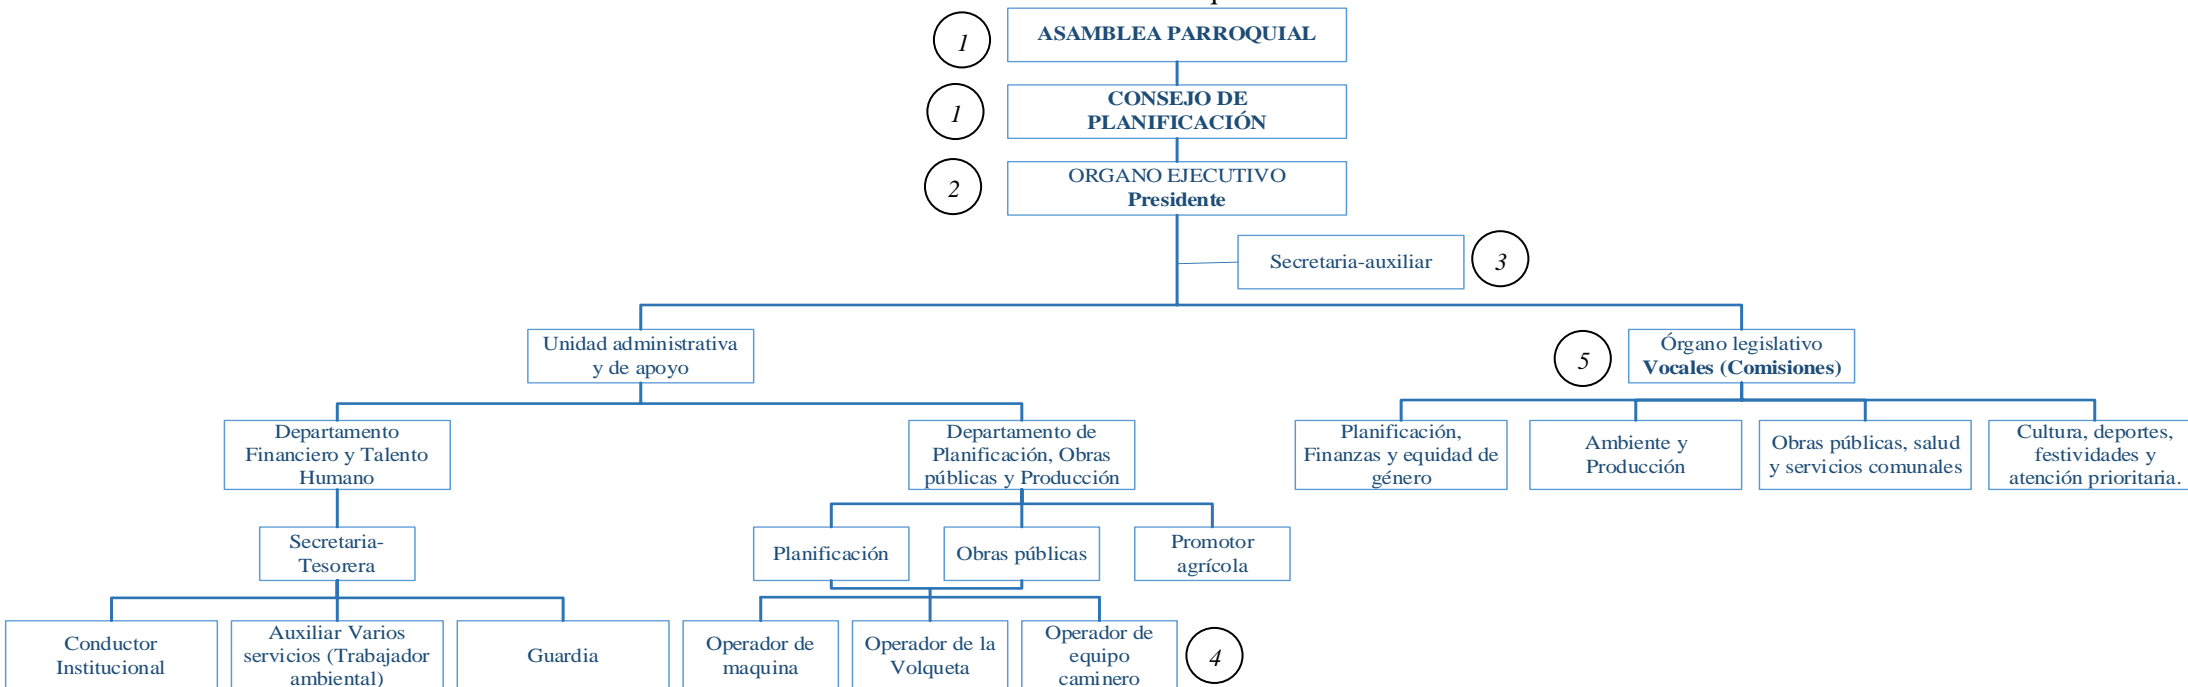 1
ASAMBLEA PARROQUIAL
1
CONSEJO DE
PLANIFICACIÓN
2
ORGANO EJECUTIVO
Presidente
Secretaria-auxiliar
3
Unidad administrativa
y de apoyo
5
Órgano legislativo
Vocales (Comisiones)
Departamento
Financiero y Talento
Humano
Departamento de
Planificación, Obras
públicas y Producción
Planificación,
Finanzas y equidad de
género
Ambiente y
Producción
Obras públicas, salud
y servicios comunales
Cultura, deportes,
festividades y
atención prioritaria.
Secretaria-
Tesorera
Planificación
Obras públicas
Promotor
agrícola
Conductor
Institucional
Auxiliar Varios
servicios (Trabajador
ambiental)
Guardia
Operador de
maquina
Operador de la
Volqueta
Operador de
equipo
caminero
4